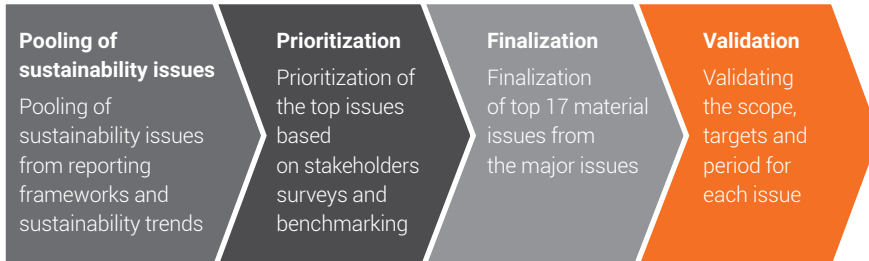 Pooling of
sustainability issues
Pooling of
sustainability issues
from reporting
frameworks and
sustainability trends
Prioritization
Prioritization of
the top issues
based
on stakeholders
surveys and
benchmarking
Finalization
Finalization
of top 17 material
issues from
the major issues
Validation
Validating
the scope,
targets and
period for
each issue